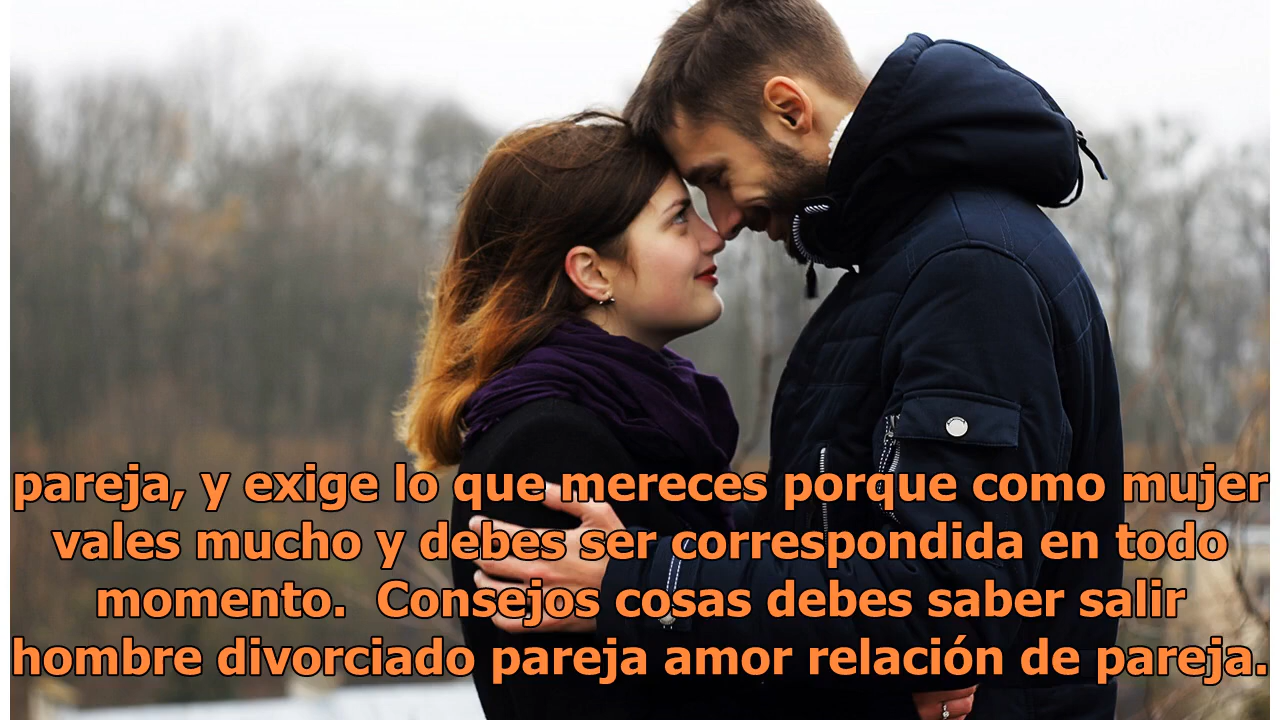 pareja, y exige lo que mereces porque como mujer
vales mucho y debes ser correspondida en todo
momento.  Consejos cosas debes saber salir
hombre divorciado pareja amor relación de pareja.